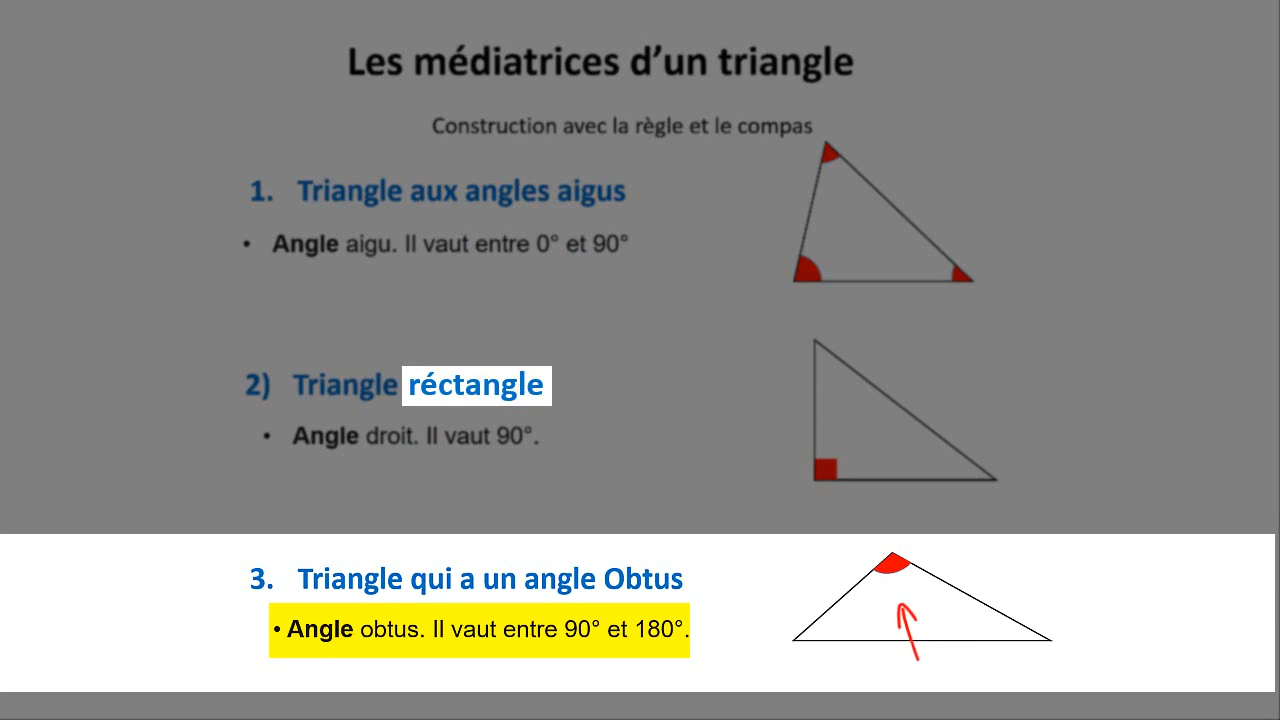 Les médiatrices d’un triangle
Construction avec la règle et le compas
1. Triangle aux angles aigus
• Angle aigu. Il vaut entre 0° et 90°
2) Triangle réctangle
• Angle droit. Il vaut 90°.
3. Triangle qui a un angle Obtus
• Angle obtus. Il vaut entre 90° et 180°.